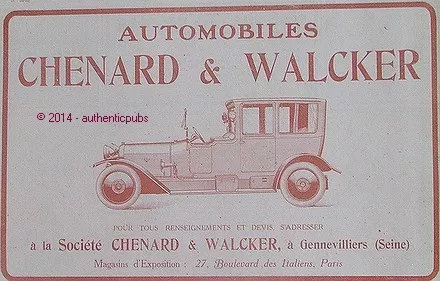 AUTOMOBILES
CHENARD & WALCKER
© 2014 - authenticpubs
POUR TOUS RENSEIGNEMENTS ET DEVIS, S'ADRESSER
à la Société CHENARD & WALCKER, à Gennevilliers (Seine)
Magasins d'Exposition : 27, Boulevard des Italiens, Paris